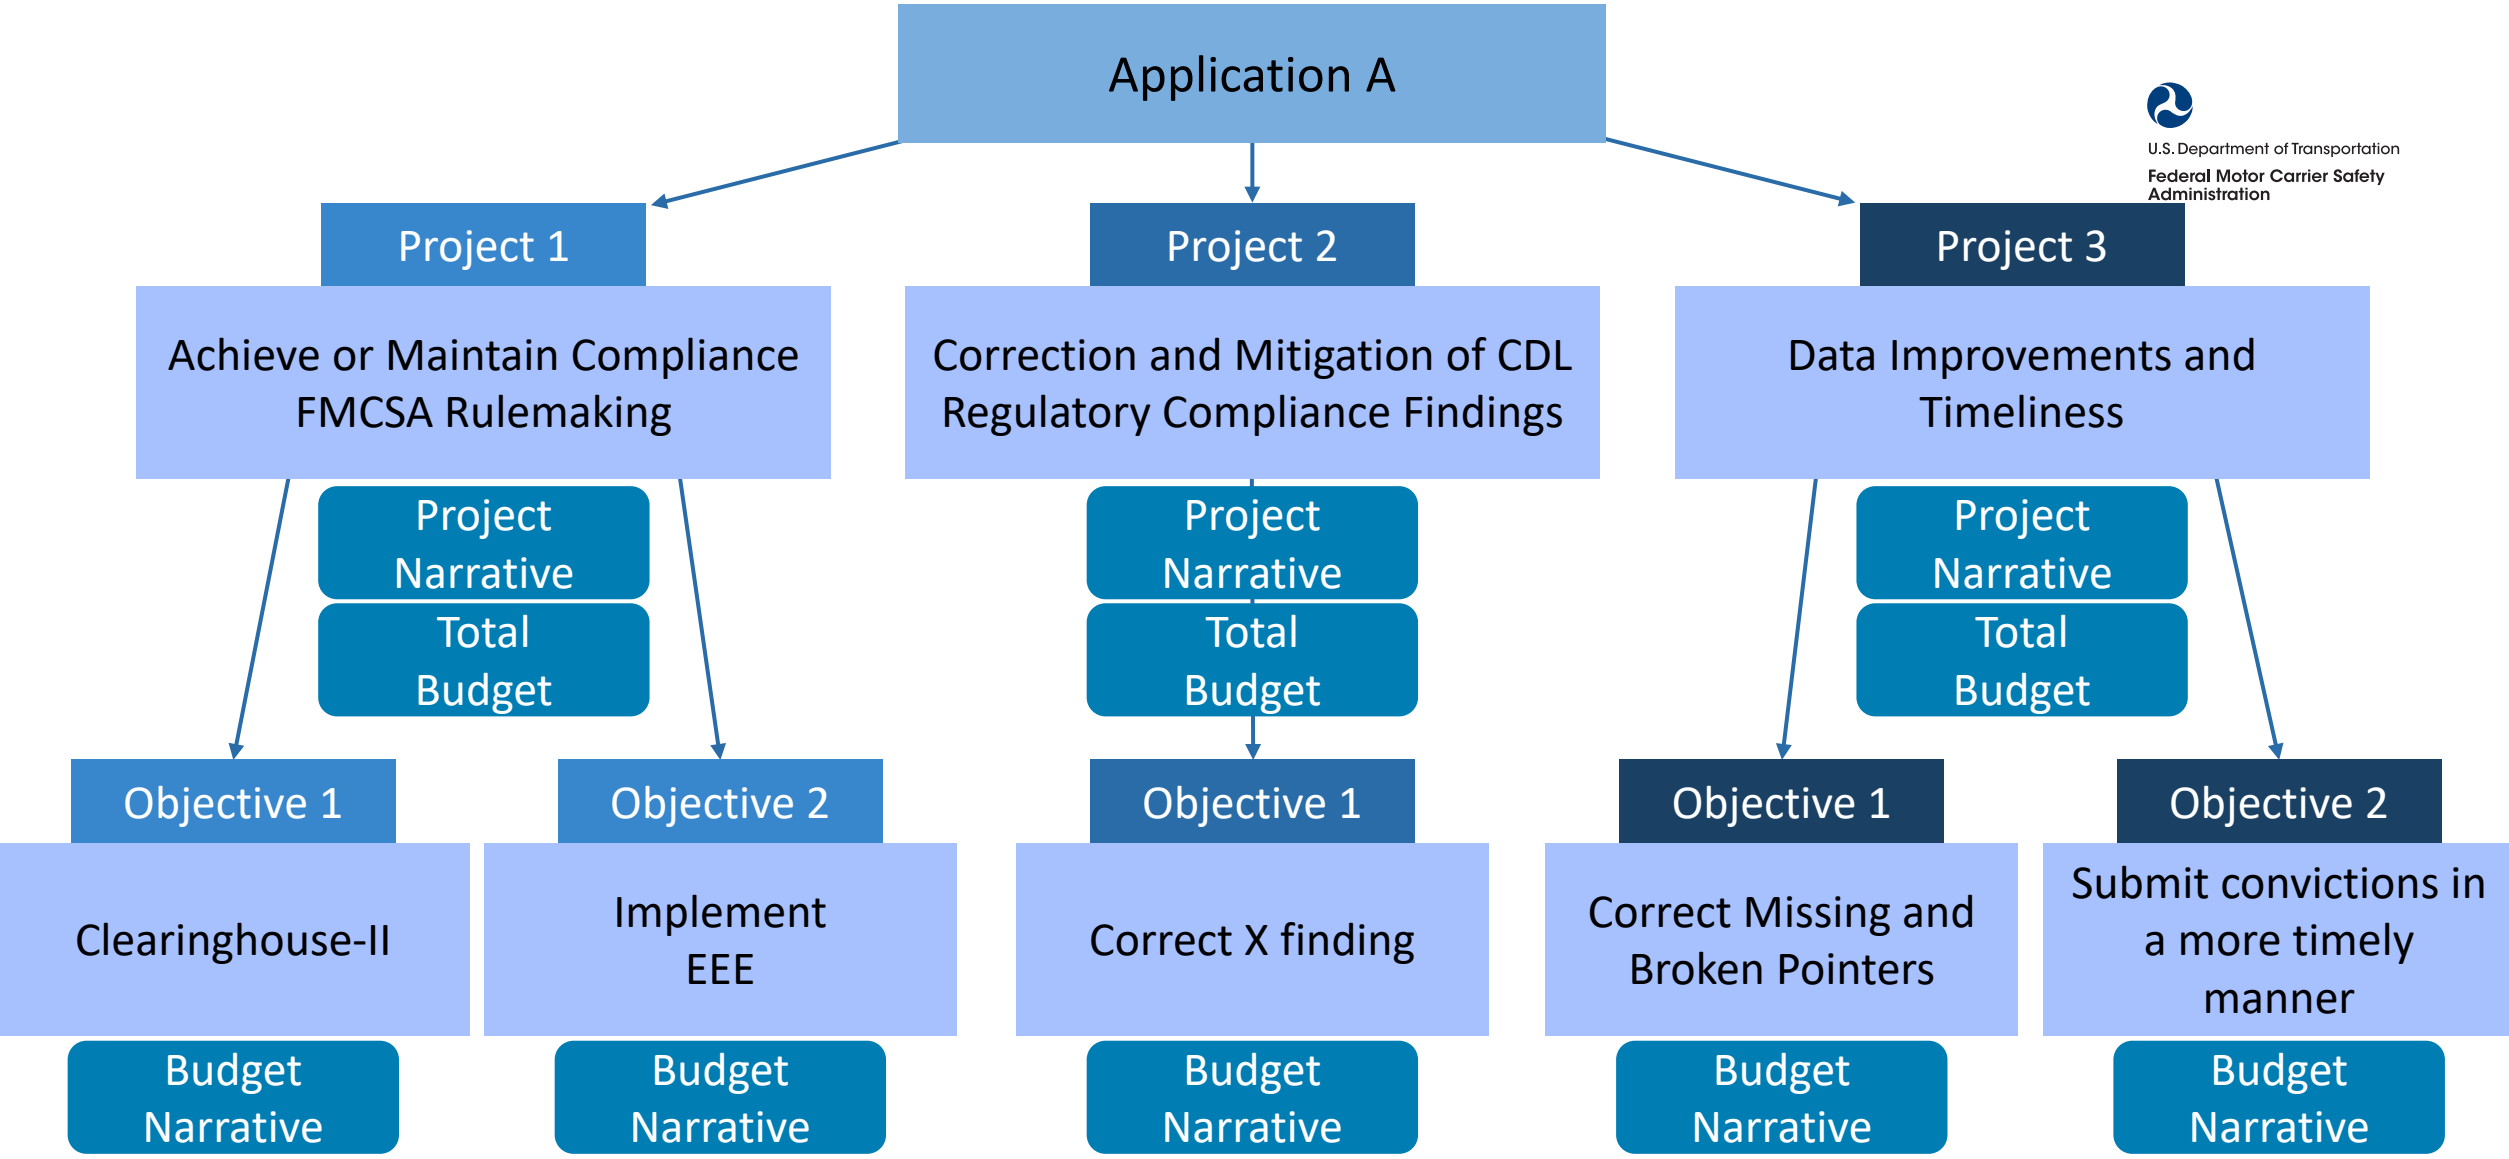 Application A
U.S. Department of Transportation
Federal Motor Carrier Safety
Administration
Project 1
Achieve or Maintain Compliance
FMCSA Rulemaking
Project
Narrative
Total
Budget
Project 2
Correction and Mitigation of CDL
Regulatory Compliance Findings
Project
Narrative
Total
Budget
Project 3
Data Improvements and
Timeliness
Project
Narrative
Total
Budget
Objective 1
Clearinghouse-II
Budget
Narrative
Objective 2
Implement
EEE
Budget
Narrative
Objective 1
Correct X finding
Budget
Narrative
Objective 1
Correct Missing and
Broken Pointers
Budget
Narrative
Objective 2
Submit convictions in
a more timely
manner
Budget
Narrative